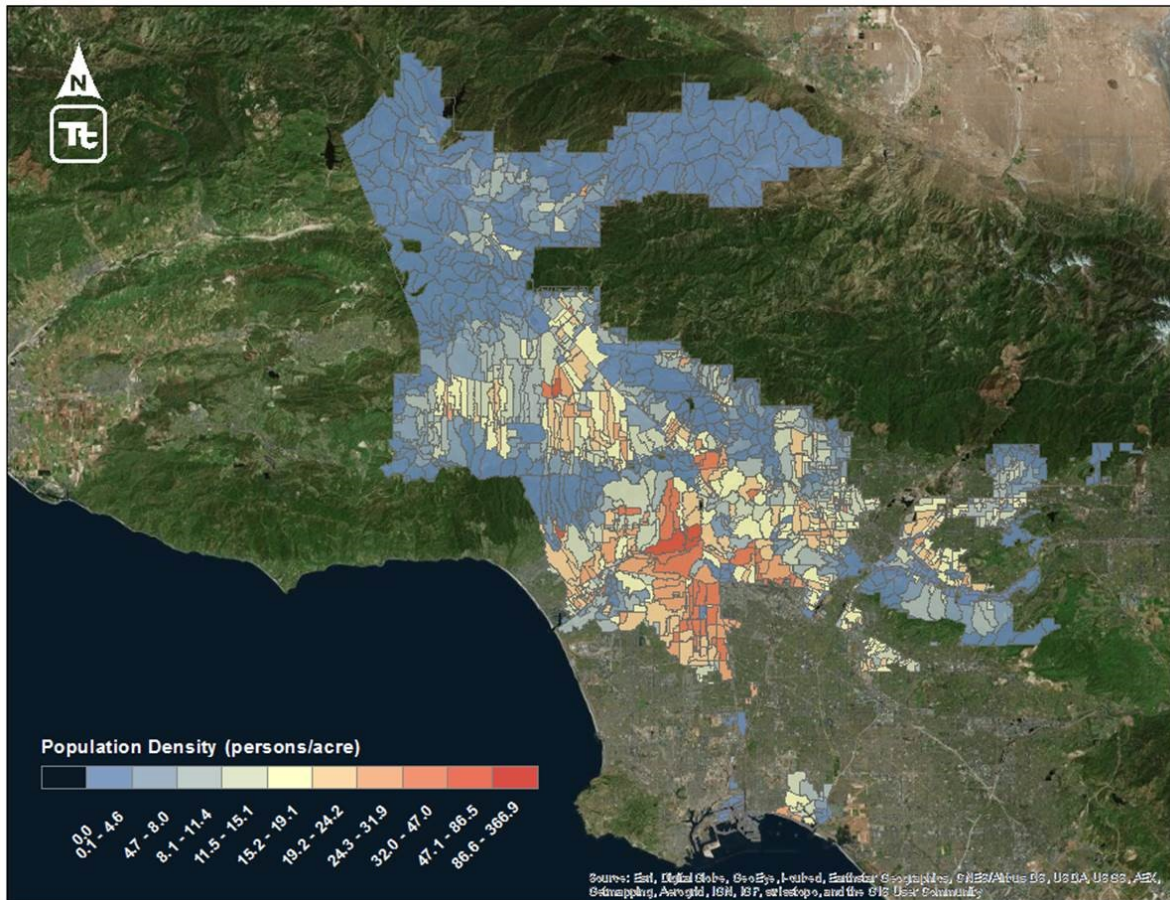 N
Tt
Population Density (persons/acre)
0.0
0.1 - 4.6
4.7 - 8.0
8.1 - 11.4
11.5 - 15.1
15.2 - 19.1
19.2 - 24.2
24.3 - 31.9
32.0 - 47.0
47.1 - 86.5
86.6 - 366.9
Source: Esri, DigitalGlobe, GeoEye, i-cubed, Earthstar Geographics, CNES/Airbus DS, USDA, USGS, AEX,
Getmapping, Aerogrid, IGN, IGP, swisstopo, and the GIS User Community